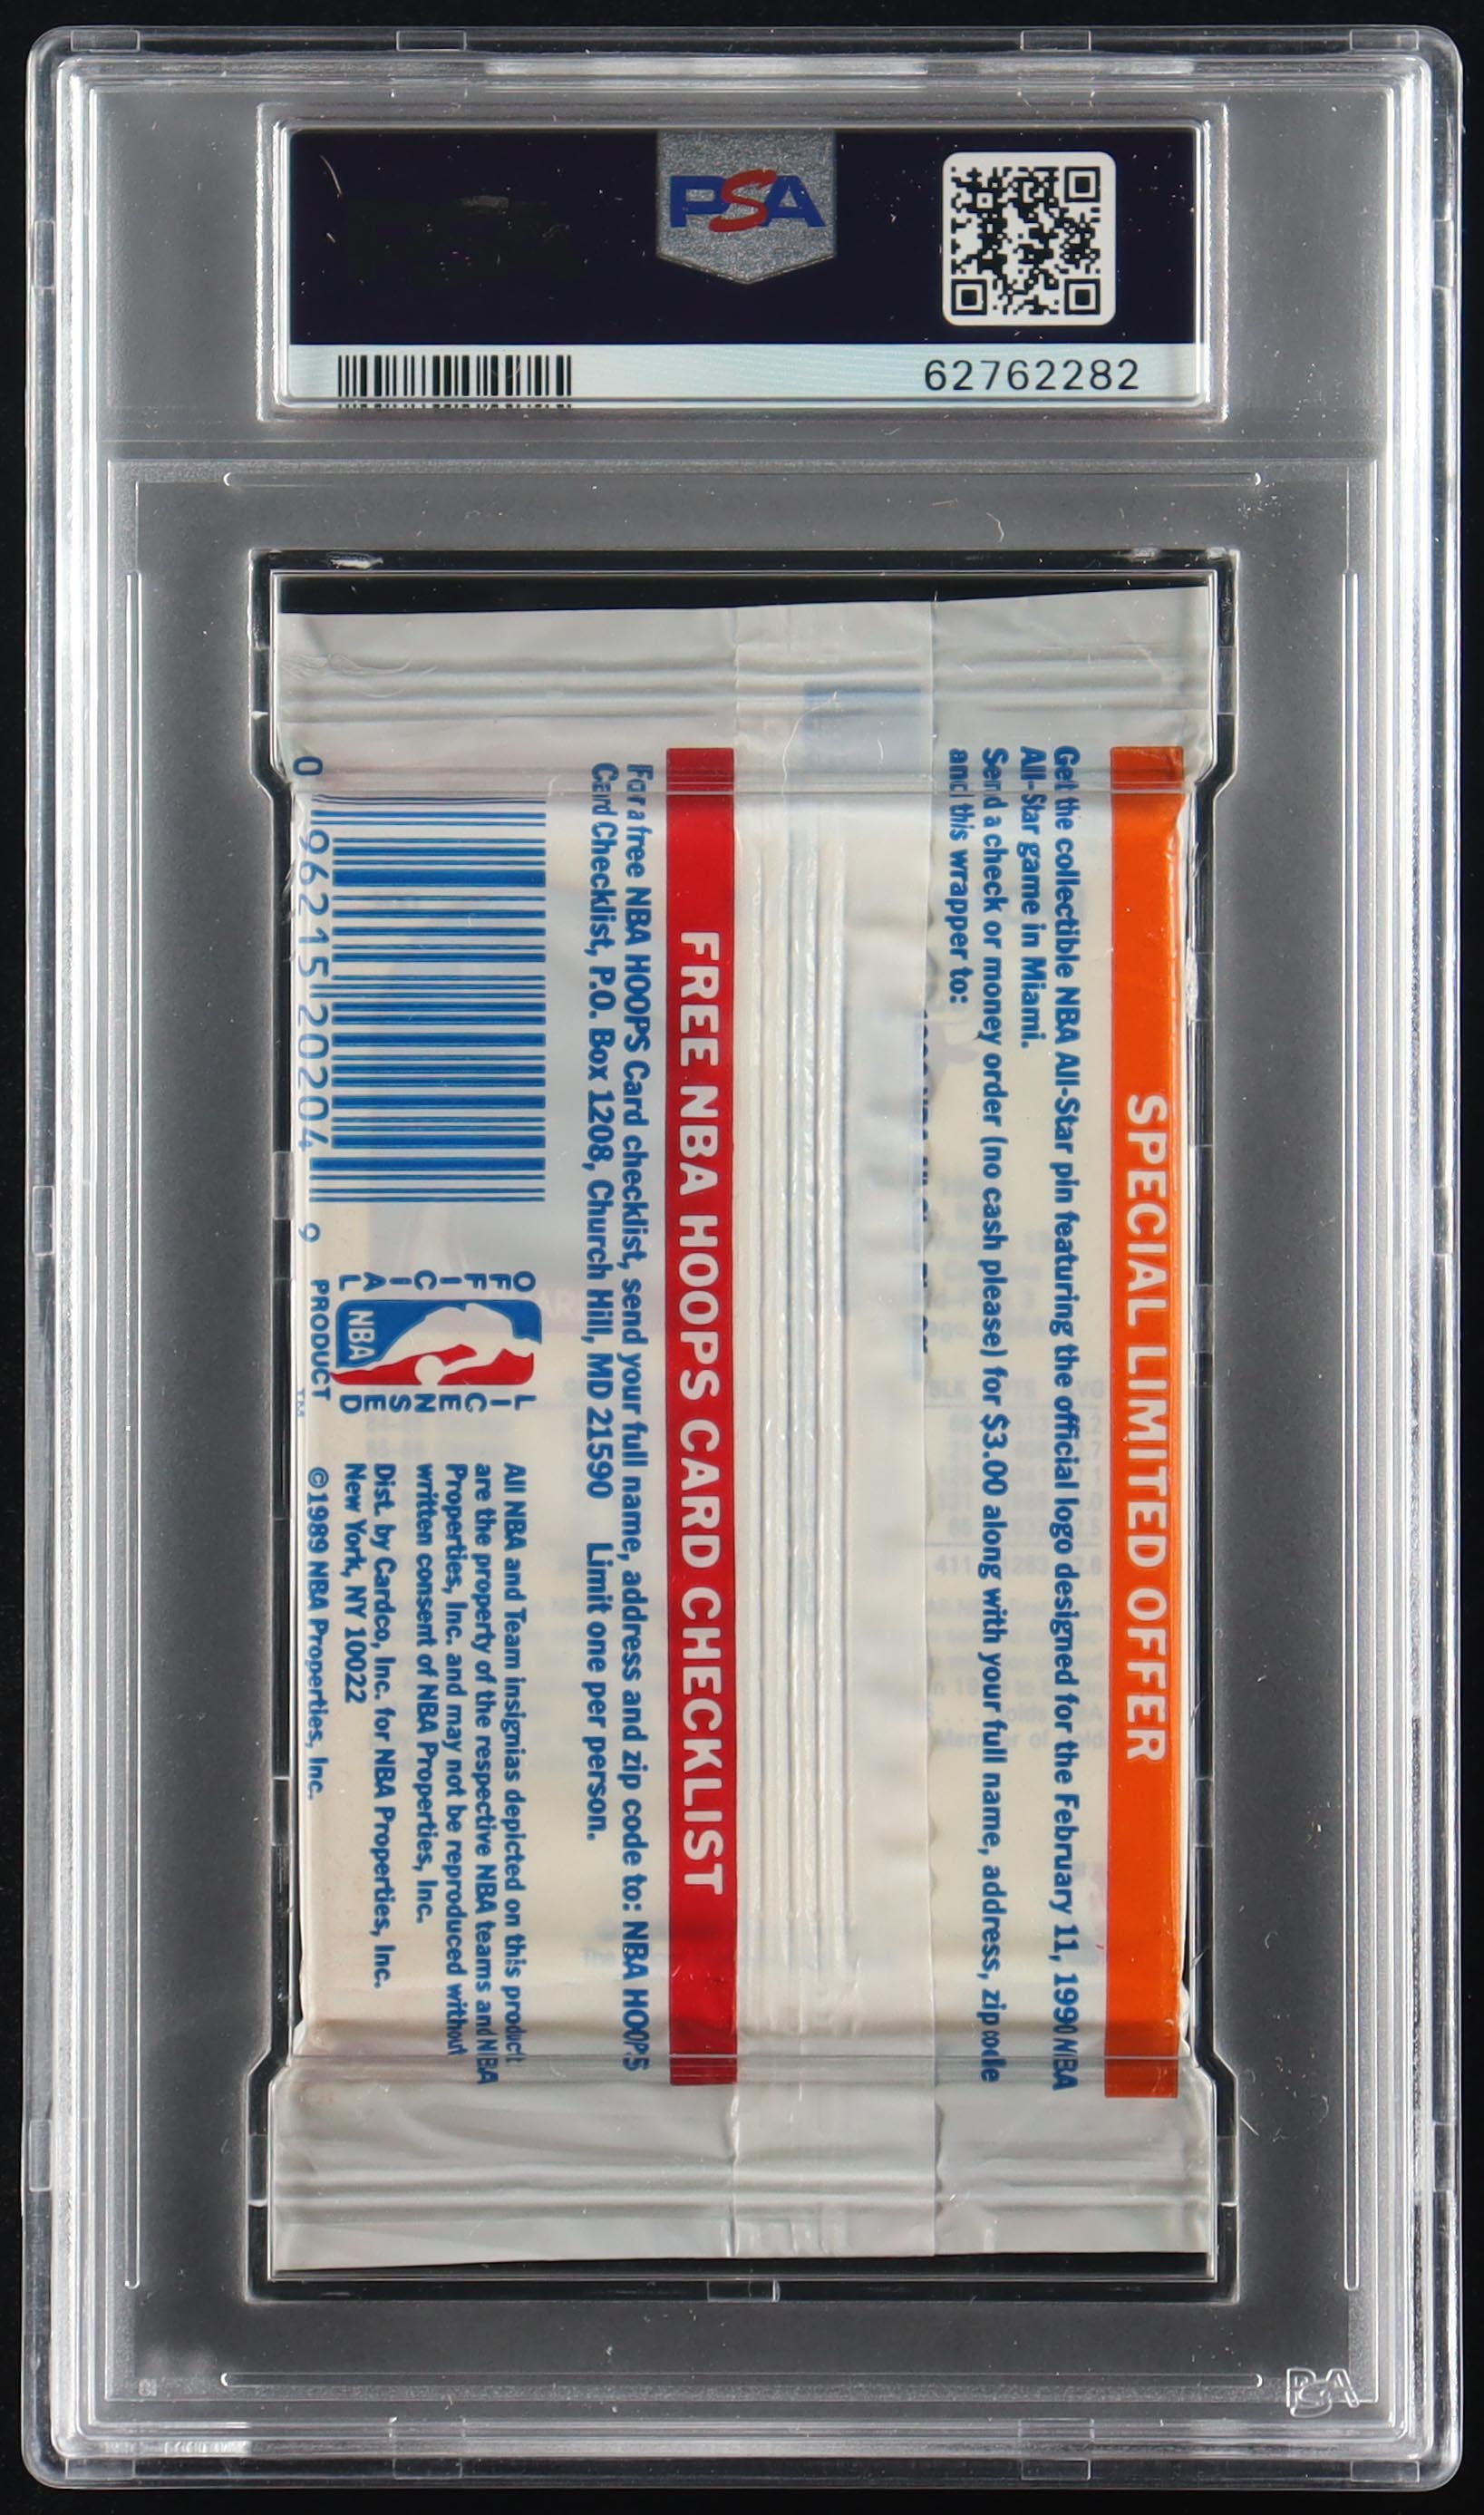 PSA
62762282
SPECIAL LIMITED OFFER
Get the collectible NBA All-Star pin featuring the official logo designed for the February 11, 1990 NBA
All-Star game in Miami.
Send a check or money order (no cash please) for $3.00 along with your full name, address, zip code
and this wrapper to:
FREE NBA HOOPS CARD CHECKLIST
For a free NBA HOOPS Card checklist, send your full name, address and zip code to: NBA HOOPS
Card Checklist, P.O. Box 1208, Church Hill, MD 21590 Limit one per person.
0 96215 20204 9
OFFICIAL
NBA
LICENSED
PRODUCT
TM
All NBA and Team insignias depicted on this product
are the property of the respective NBA teams and NBA
Properties, Inc. and may not be reproduced without
written consent of NBA Properties, Inc.
Dist. by Cardco, Inc. for NBA Properties, Inc.
New York, NY 10022
©1989 NBA Properties, Inc.
PSA